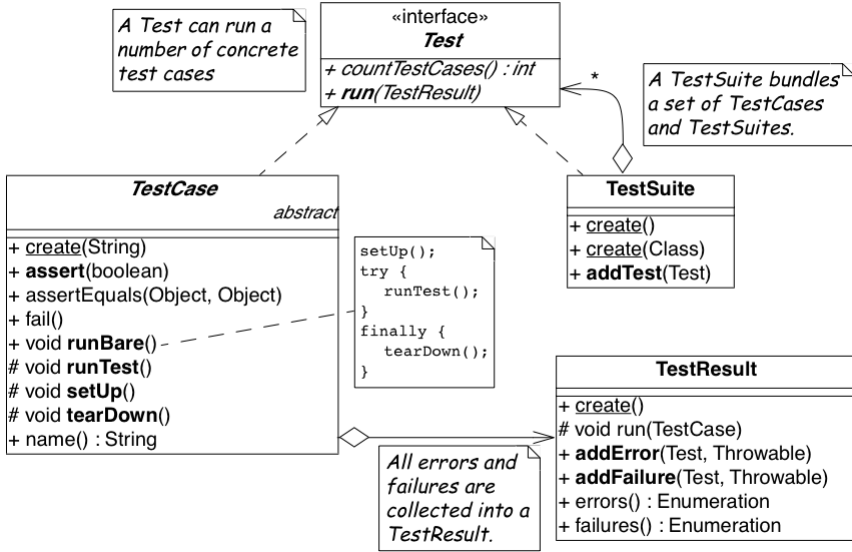 A Test can run a
number of concrete
test cases
«interface»
Test
+ countTestCases() : int
+ run(TestResult)
*
A TestSuite bundles
a set of TestCases
and TestSuites.
TestCase
abstract
+ create(String)
+ assert(boolean)
+ assertEquals(Object, Object)
+ fail()
+ void runBare()
# void runTest()
# void setUp()
# void tearDown()
+ name() : String
setUp();
try {
runTest();
}
finally {
tearDown();
}
TestSuite
+ create()
+ create(Class)
+ addTest(Test)
TestResult
+ create()
# void run(TestCase)
+ addError(Test, Throwable)
+ addFailure(Test, Throwable)
+ errors() : Enumeration
+ failures() : Enumeration
All errors and
failures are
collected into a
TestResult.